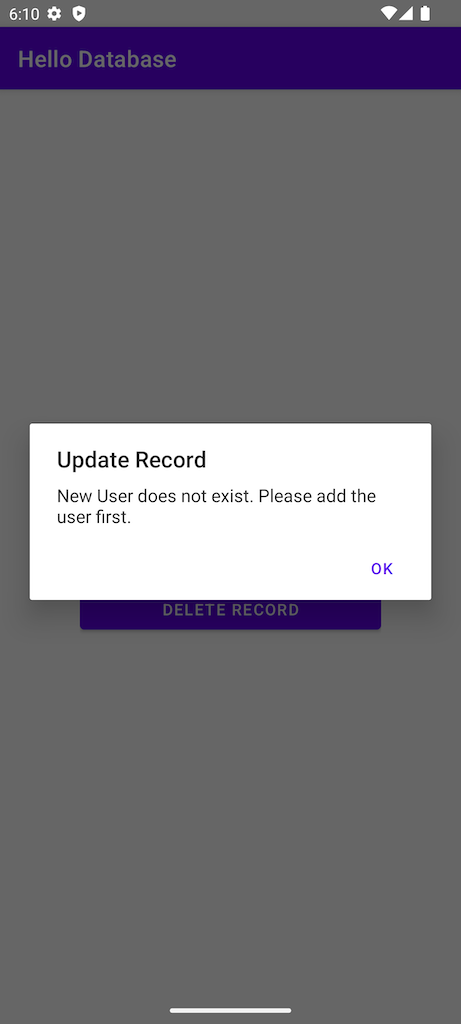 6:10
Hello Database
Update Record
New User does not exist. Please add the
user first.
OK
DELETE RECORD